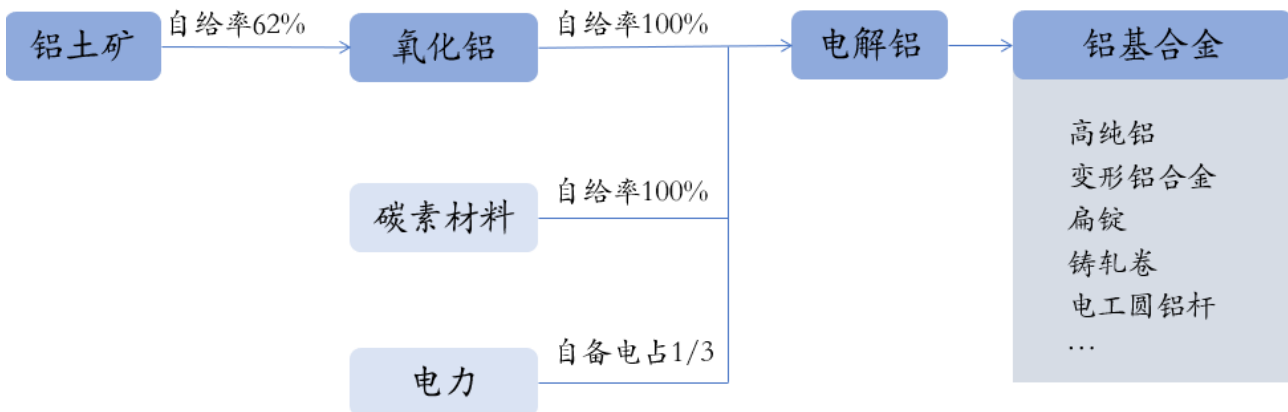 铝土矿
自给率62%
氧化铝
自给率100%
电解铝
铝基合金
高纯铝
变形铝合金
扁锭
铸轧卷
电工圆铝杆
…
碳素材料
自给率100%
电力
自备电占1/3